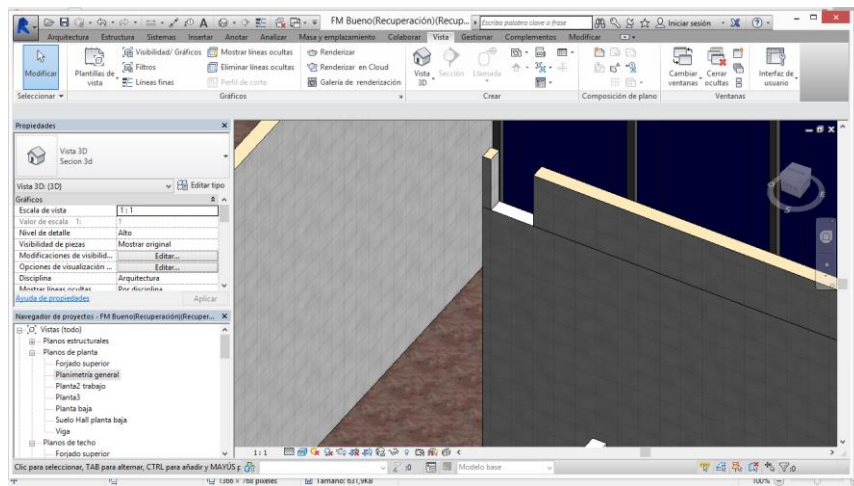 FM Bueno(Recuperación)(Recup...
Escriba palabra clave o frase
Iniciar sesión
Arquitectura Estructura Sistemas Insertar Anotar Analizar Masa y emplazamiento Colaborar Vista Gestionar Complementos Modificar
Modificar
Plantillas de vista
Visibilidad/ Gráficos
Filtros
Líneas finas
Mostrar líneas ocultas
Eliminar líneas ocultas
Perfil de corte
Renderizar
Renderizar en Cloud
Galería de renderización
Vista 3D
Sección
Llamada
Cambiar ventanas
Cerrar ocultas
Interfaz de usuario
Seleccionar Gráficos Crear Composición de plano Ventanas
Propiedades
Vista 3D
Secion 3d
Vista 3D: (3D) Editar tipo
Gráficos
Escala de vista 1 : 1
Valor de escala 1: 1
Nivel de detalle Alto
Visibilidad de piezas Mostrar original
Modificaciones de visibilid... Editar...
Opciones de visualización ... Editar...
Disciplina Arquitectura
Mostrar líneas ocultas Por disciplina
Ayuda de propiedades Aplicar
Navegador de proyectos - FM Bueno(Recuperación)(Recuper...
Vistas (todo)
Planos estructurales
Planos de planta
Forjado superior
Planimetría general
Planta2 trabajo
Planta3
Planta baja
Suelo Hall planta baja
Viga
Planos de techo
Forjado superior
1 : 1
Clic para seleccionar, TAB para alternar, CTRL para añadir y MAYÚS
:0
Modelo base
:0
1366 × 768 píxeles
Tamaño: 631,9KB
100%